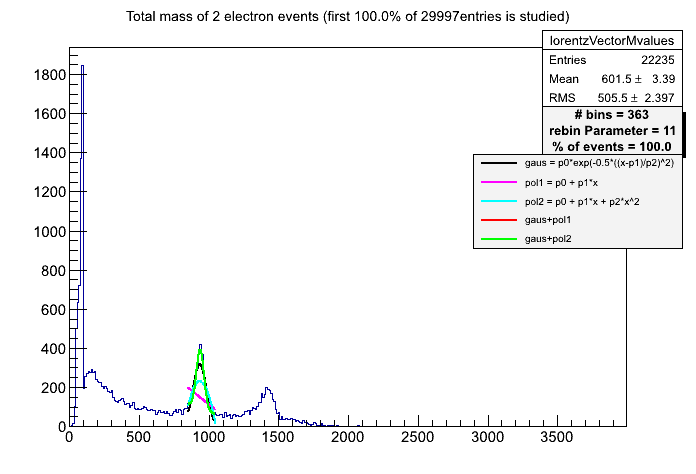 Total mass of 2 electron events (first 100.0% of 29997entries is studied)
lorentzVectorMvalues
Entries 22235
Mean 601.5 ± 3.39
RMS 505.5 ± 2.397
# bins = 363
rebin Parameter = 11
% of events = 100.0
gaus = p0*exp(-0.5*((x-p1)/p2)^2)
pol1 = p0 + p1*x
pol2 = p0 + p1*x + p2*x^2
gaus+pol1
gaus+pol2
1800
1600
1400
1200
1000
800
600
400
200
0
0 500 1000 1500 2000 2500 3000 3500